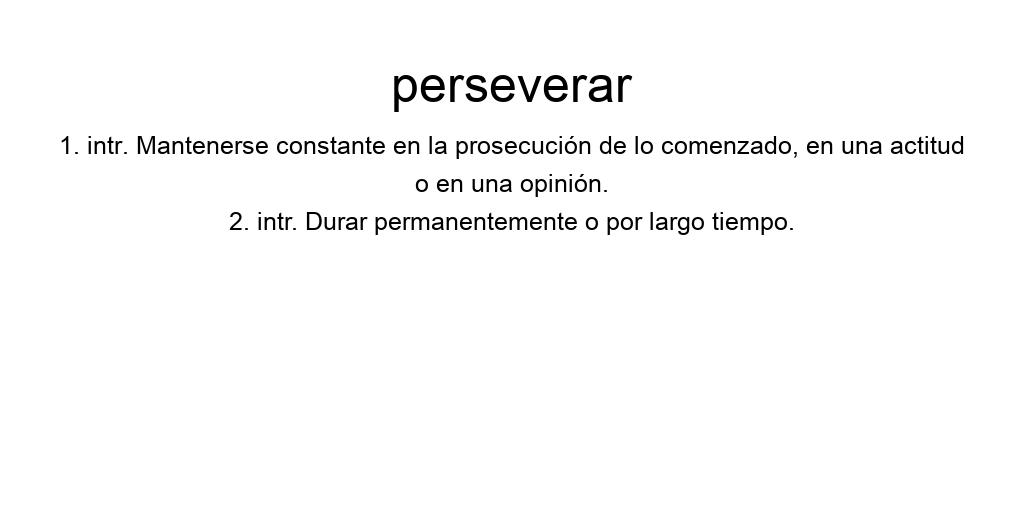 perseverar
1. intr. Mantenerse constante en la prosecución de lo comenzado, en una actitud
o en una opinión.
2. intr. Durar permanentemente o por largo tiempo.